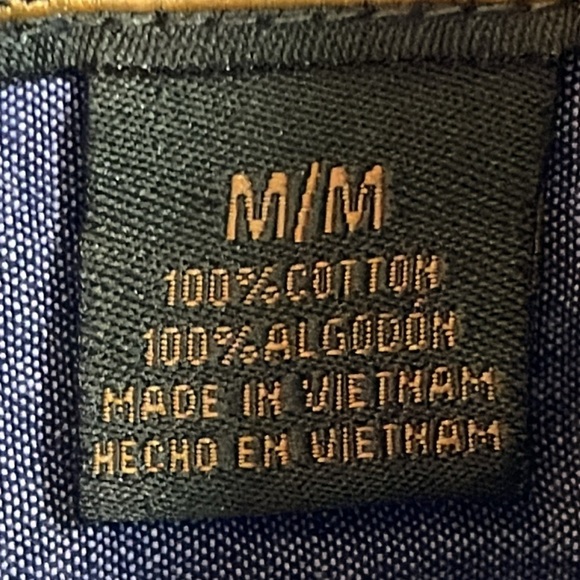 M/M
100%COTTON
100%ALGODÓN
MADE IN VIETNAM
HECHO EN VIETNAM